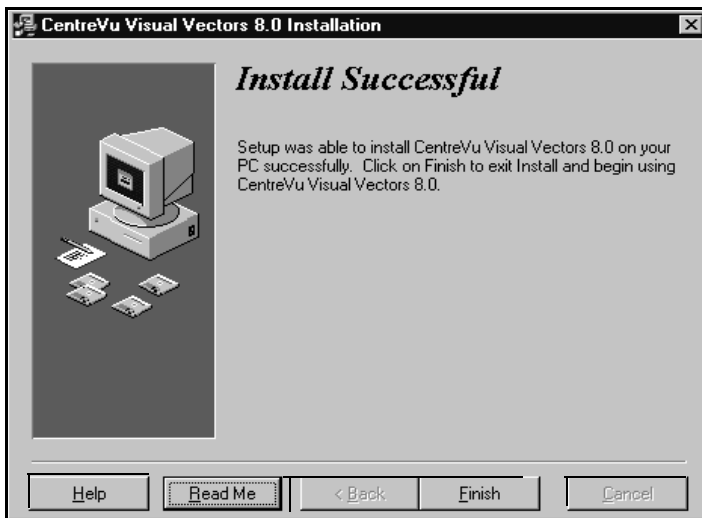 CentreVu Visual Vectors 8.0 Installation
Install Successful
Setup was able to install CentreVu Visual Vectors 8.0 on your
PC successfully. Click on Finish to exit Install and begin using
CentreVu Visual Vectors 8.0.
Help
Read Me
< Back
Finish
Cancel